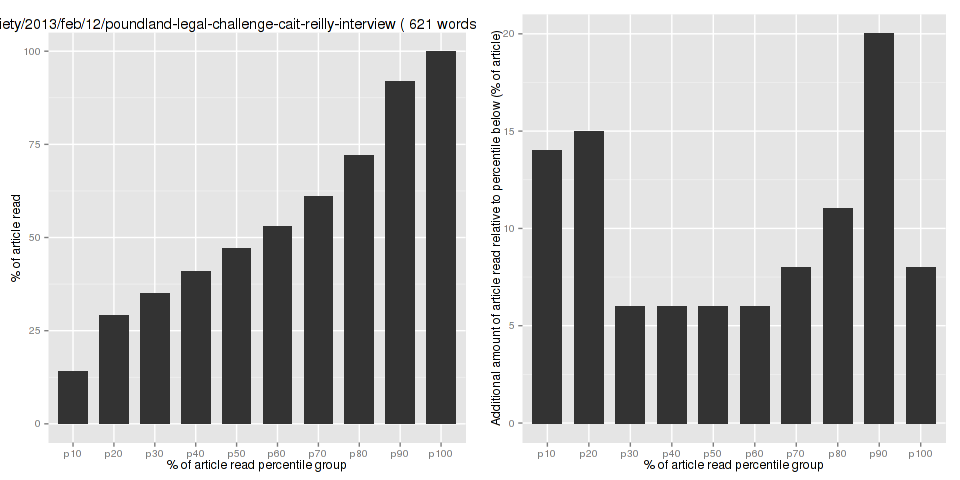 iety/2013/feb/12/poundland-legal-challenge-cait-reilly-interview ( 621 words
% of article read
100
75
50
25
0
p10 p20 p30 p40 p50 p60 p70 p80 p90 p100
% of article read percentile group
Additional amount of article read relative to percentile below (% of article)
20
15
10
5
0
p10 p20 p30 p40 p50 p60 p70 p80 p90 p100
% of article read percentile group